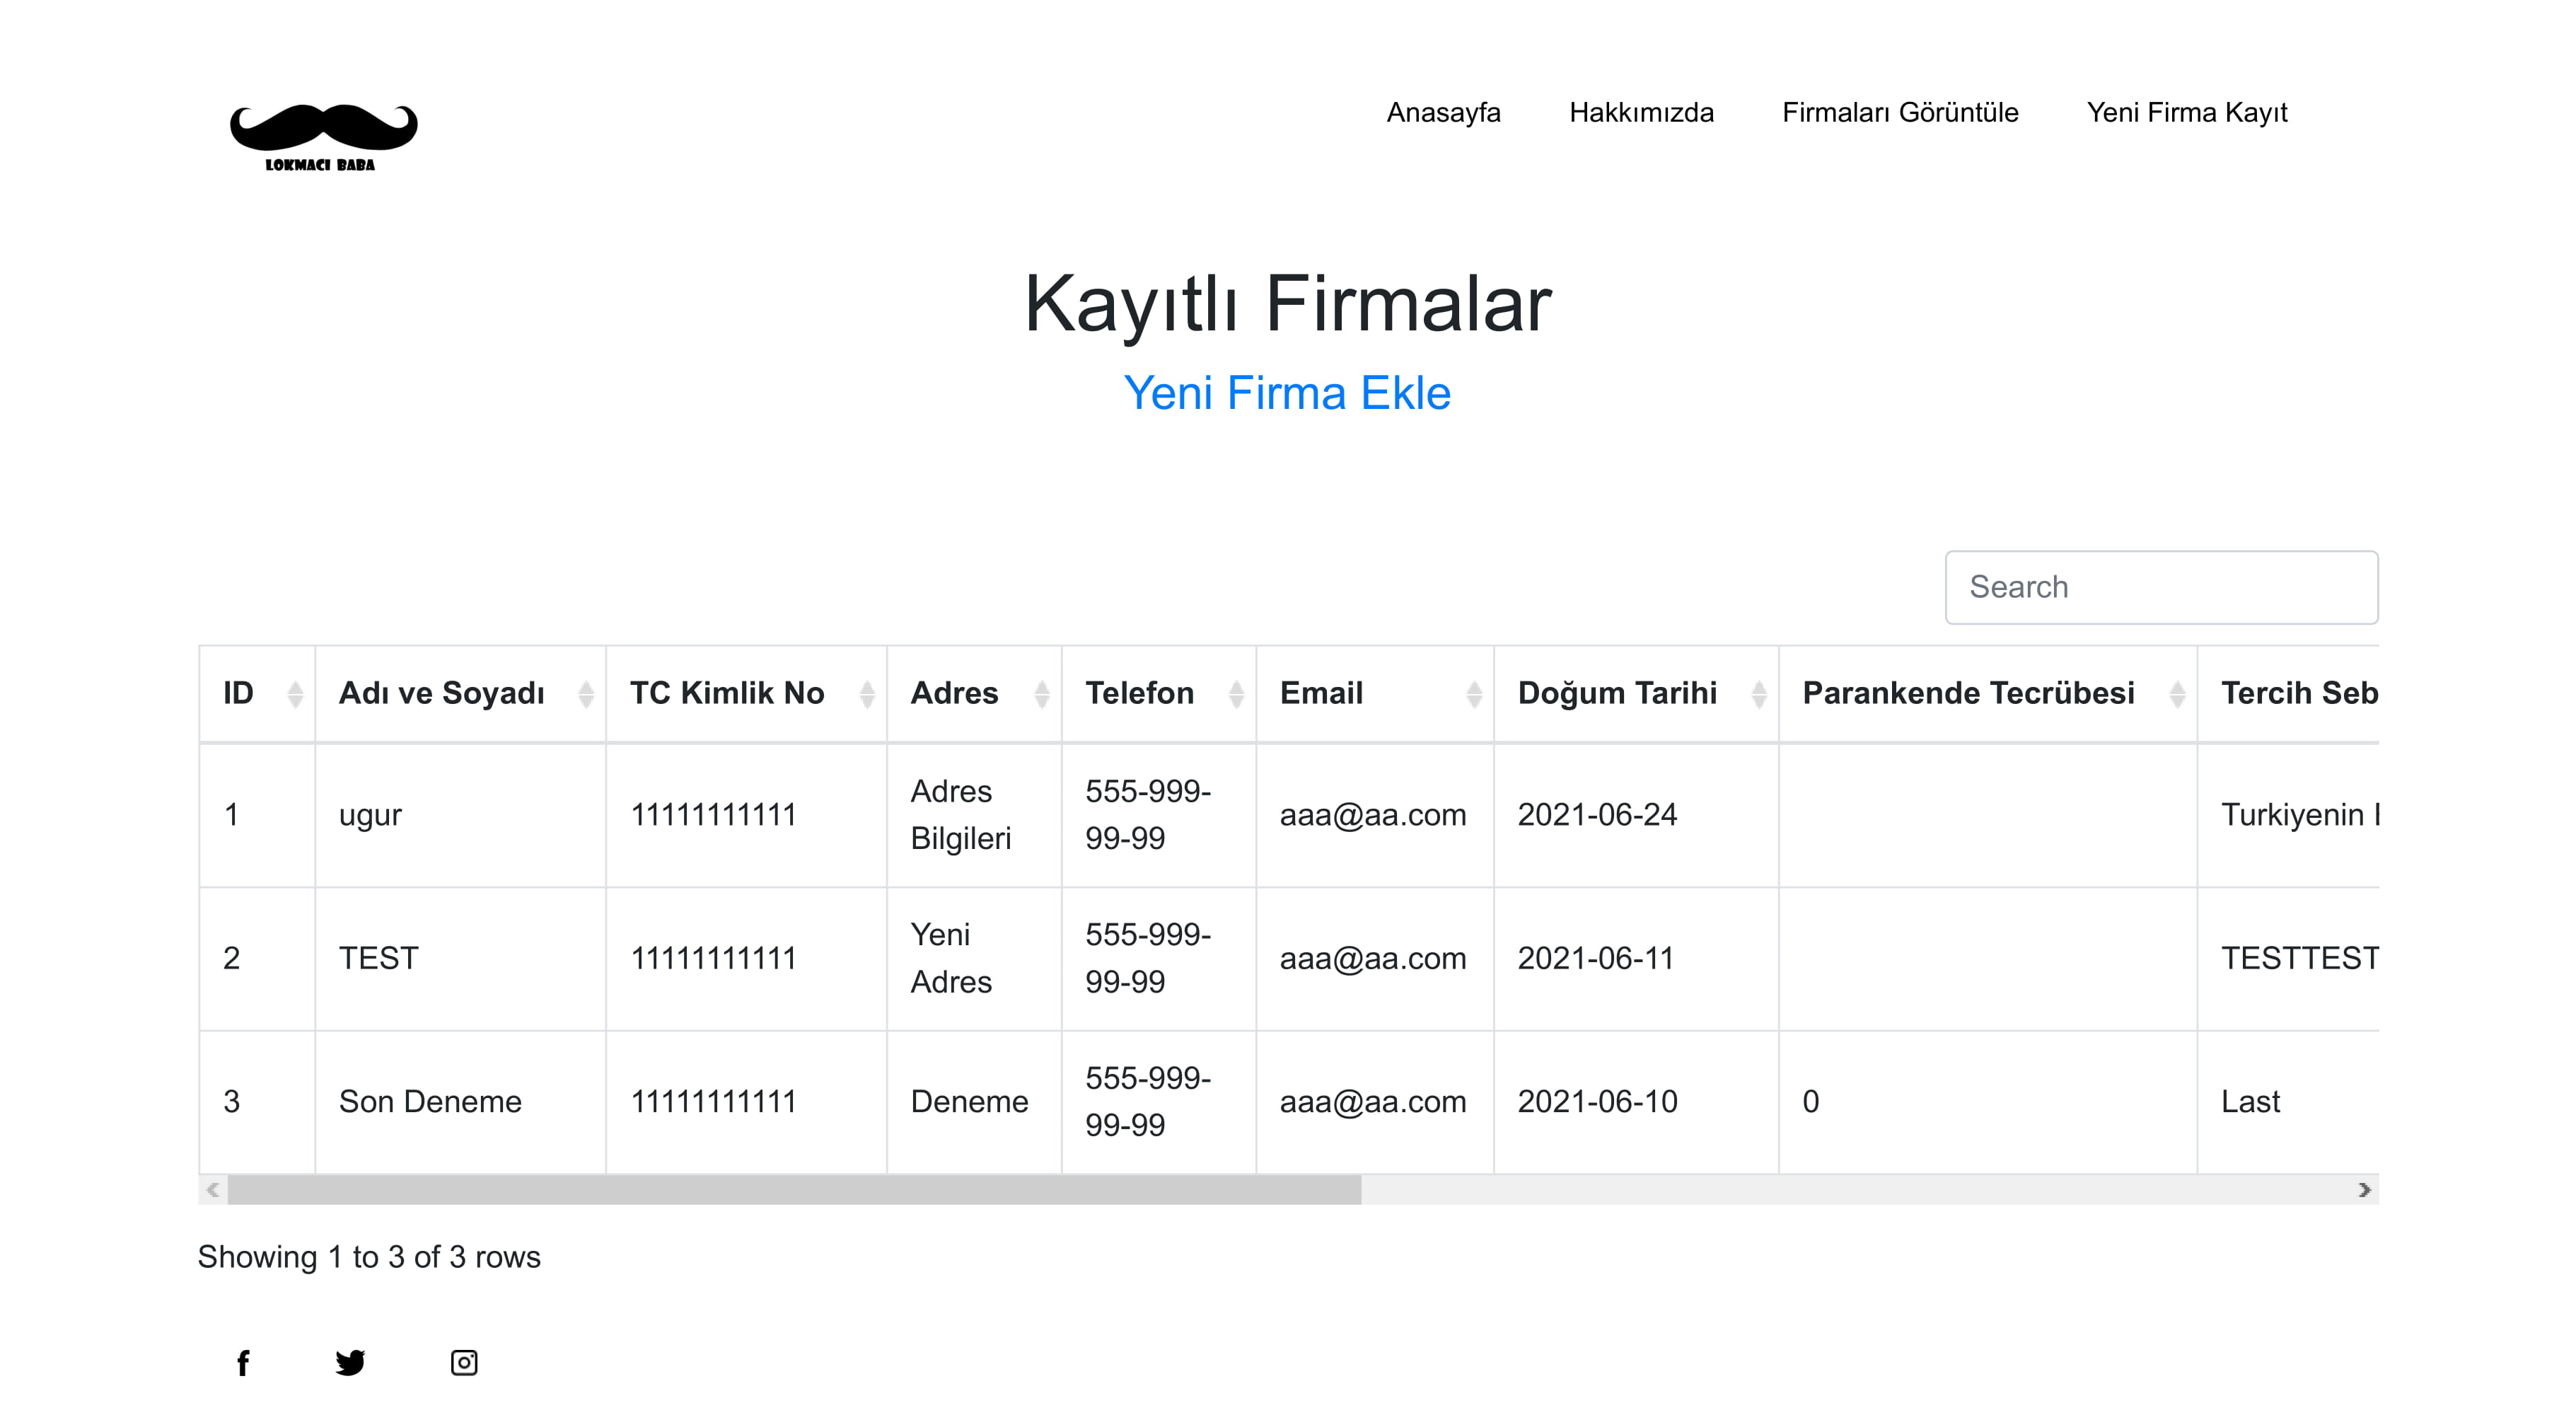 LOKMACI BABA
Anasayfa Hakkımızda Firmaları Görüntüle Yeni Firma Kayıt
Kayıtlı Firmalar
Yeni Firma Ekle
Search
ID Adı ve Soyadı TC Kimlik No Adres Telefon Email Doğum Tarihi Parankende Tecrübesi Tercih Seb
1 ugur 11111111111 Adres Bilgileri 555-999-99-99 aaa@aa.com 2021-06-24 Turkiyenin
2 TEST 11111111111 Yeni Adres 555-999-99-99 aaa@aa.com 2021-06-11 TESTTEST
3 Son Deneme 11111111111 Deneme 555-999-99-99 aaa@aa.com 2021-06-10 0 Last
Showing 1 to 3 of 3 rows